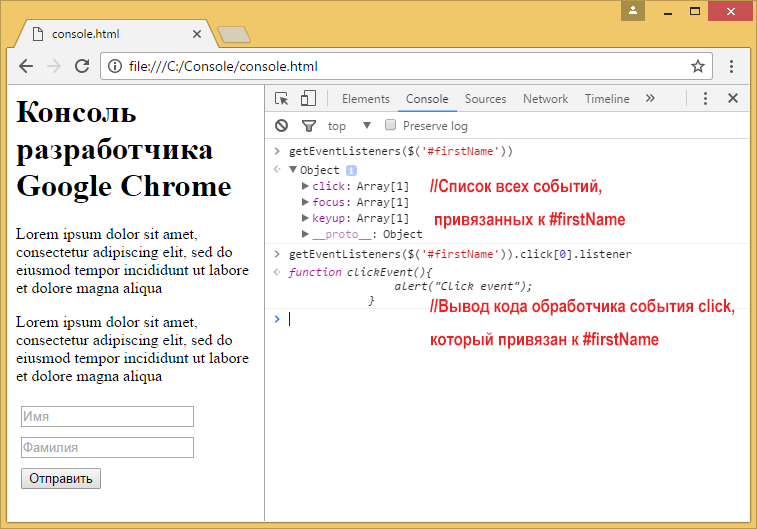 console.html
file:///C:/Console/console.html
Консоль
разработчика
Google Chrome
Lorem ipsum dolor sit amet,
consectetur adipiscing elit, sed do
eiusmod tempor incididunt ut labore
et dolore magna aliqua
Lorem ipsum dolor sit amet,
consectetur adipiscing elit, sed do
eiusmod tempor incididunt ut labore
et dolore magna aliqua
Имя
Фамилия
Отправить
Elements Console Sources Network Timeline »
top Preserve log
getEventListeners($('#firstName'))
Object i
click: Array[1]
focus: Array[1]
keyup: Array[1]
__proto__: Object
//Список всех событий,
привязанных к #firstName
getEventListeners($('#firstName')).click[0].listener
function clickEvent(){
alert("Click event");
}
//Вывод кода обработчика события click,
который привязан к #firstName